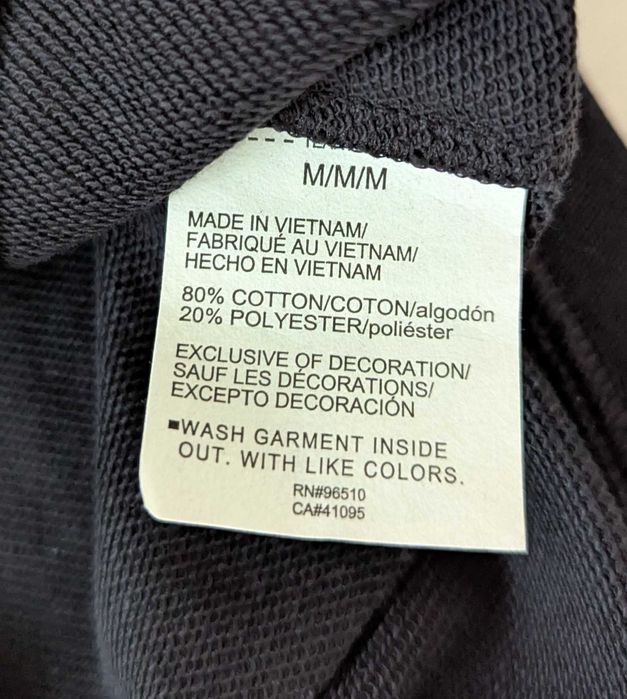 M/M/M
MADE IN VIETNAM/
FABRIQUÉ AU VIETNAM/
HECHO EN VIETNAM
80% COTTON/COTON/algodón
20% POLYESTER/poliéster
EXCLUSIVE OF DECORATION/
SAUF LES DÉCORATIONS/
EXCEPTO DECORACIÓN
▪WASH GARMENT INSIDE
OUT. WITH LIKE COLORS.
RN#96510
CA#41095